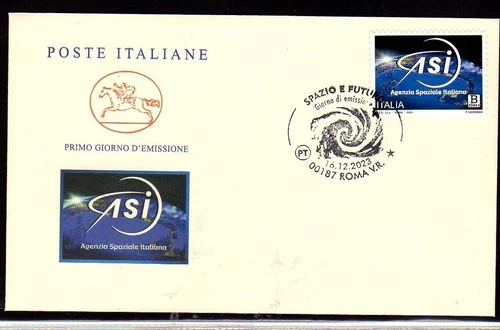 POSTE ITALIANE
PRIMO GIORNO D'EMISSIONE
ASI
Agenzia Spaziale Italiana
SPAZIO E FUTU
Giorno di emissio
PT
16.12.2023
00187 ROMA V.R.
ASI
Agenzia Spaziale Italiana
ITALIA
B